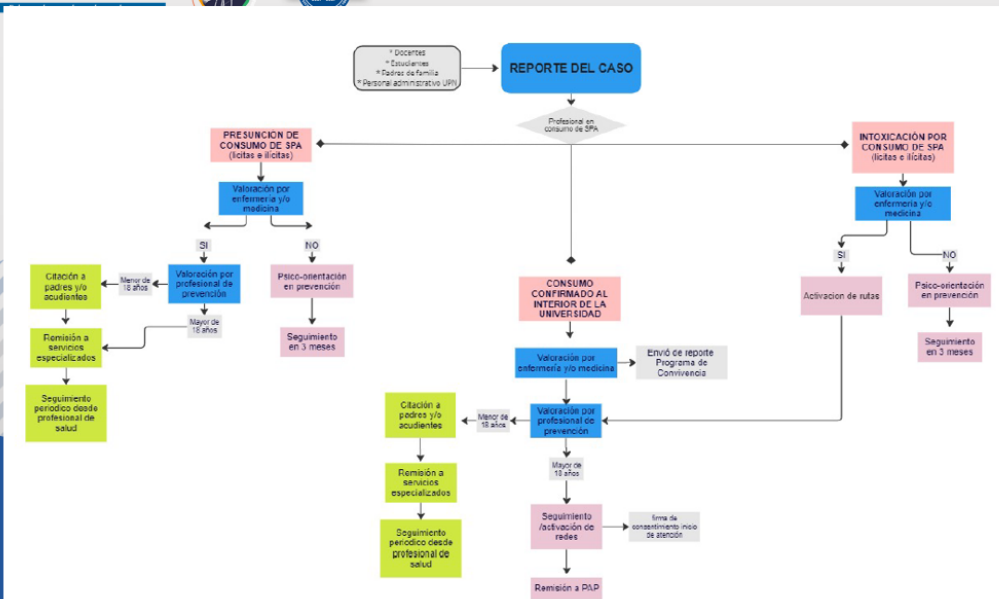 * Docentes
* Estudiantes
* Padres de familia
* Personal administrativo UPN
REPORTE DEL CASO
Profesional en
consumo de SPA
PRESUNCION DE
CONSUMO DE SPA
(licitas e ilicitas)
Valoración por
enfermería y/o
medicina
SI
NO
Citación a
padres y/o
acudientes
Menor de
18 años
Valoración por
profesional de
prevención
Psico-orientación
en prevención
Mayor de
18 años
Remisión a
servicios
especializados
Seguimiento
en 3 meses
Seguimiento
periodico desde
profesional de
salud
CONSUMO
CONFIRMADO AL
INTERIOR DE LA
UNIVERSIDAD
Valoración por
enfermería y/o medicina
Envió de reporte
Programa de
Convivencia
Citación a
padres y/o
acudientes
Menor de
18 años
Valoración por
profesional de
prevención
Mayor de
18 años
Remisión a
servicios
especializados
Seguimiento
/activación de
redes
firma de
consentimiento inicio
de atención
Seguimiento
periodico desde
profesional de
salud
Remisión a PAP
INTOXICACIÓN POR
CONSUMO DE SPA
(licitas e ilícitas)
Valoración por
enfermería y/o
medicina
SI
NO
Activacion de rutas
Psico-orientación
en prevención
Seguimiento
en 3 meses